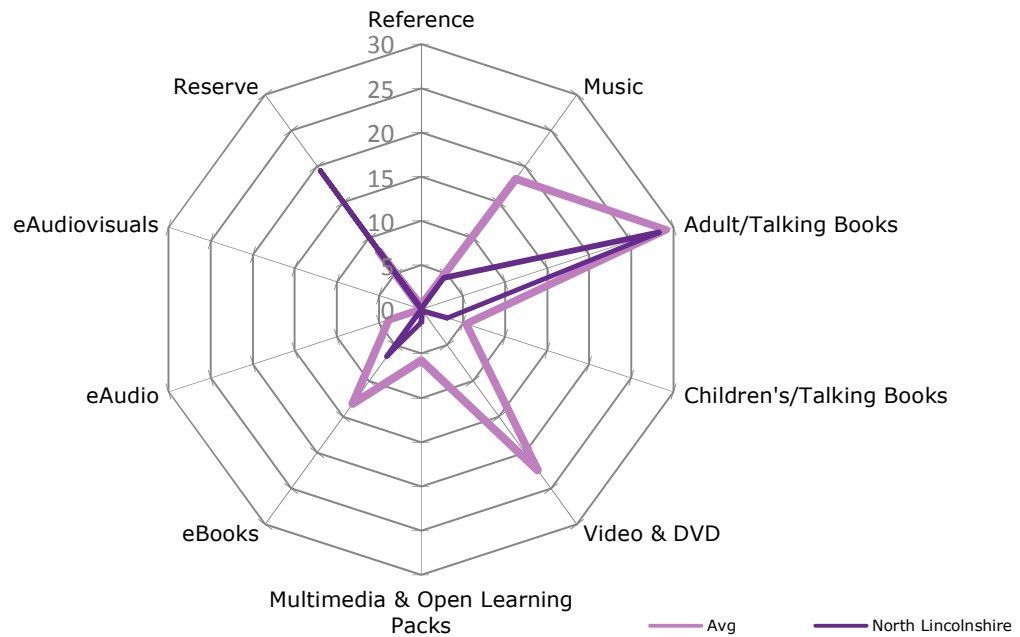 Reference
30
Reserve
Music
25
20
15
eAudiovisuals
Adult/Talking Books
10
5
0
eAudio
Children's/Talking Books
eBooks
Video & DVD
Multimedia & Open Learning
Packs
Avg
North Lincolnshire